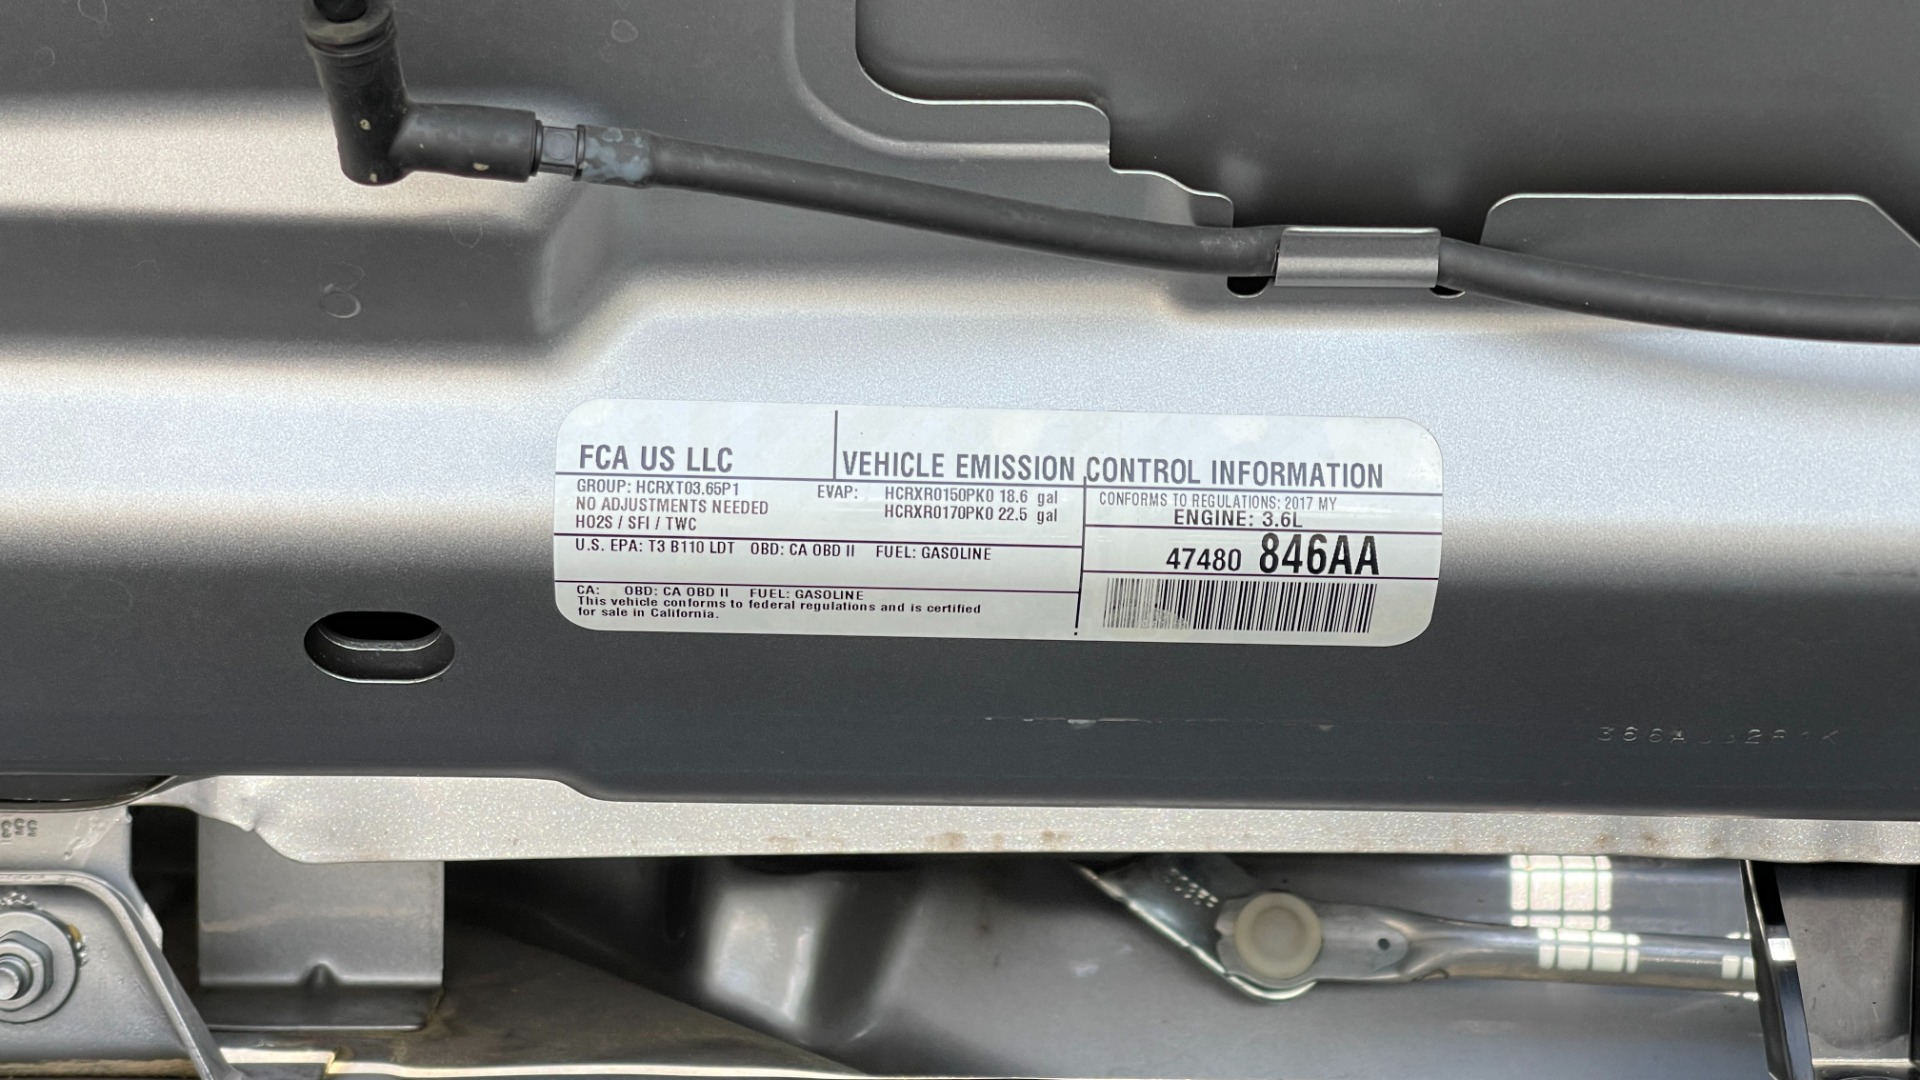 FCA US LLC
VEHICLE EMISSION CONTROL INFORMATION
GROUP: HCRXT03.65P1
NO ADJUSTMENTS NEEDED
HO2S / SFI / TWC
EVAP: HCRXR0150PK0 18.6 gal
HCRXR0170PK0 22.5 gal
CONFORMS TO REGULATIONS: 2017 MY
ENGINE: 3.6L
U.S. EPA: T3 B110 LDT OBD: CA OBD II FUEL: GASOLINE
47480 846AA
CA: OBD: CA OBD II FUEL: GASOLINE
This vehicle conforms to federal regulations and is certified
for sale in California.